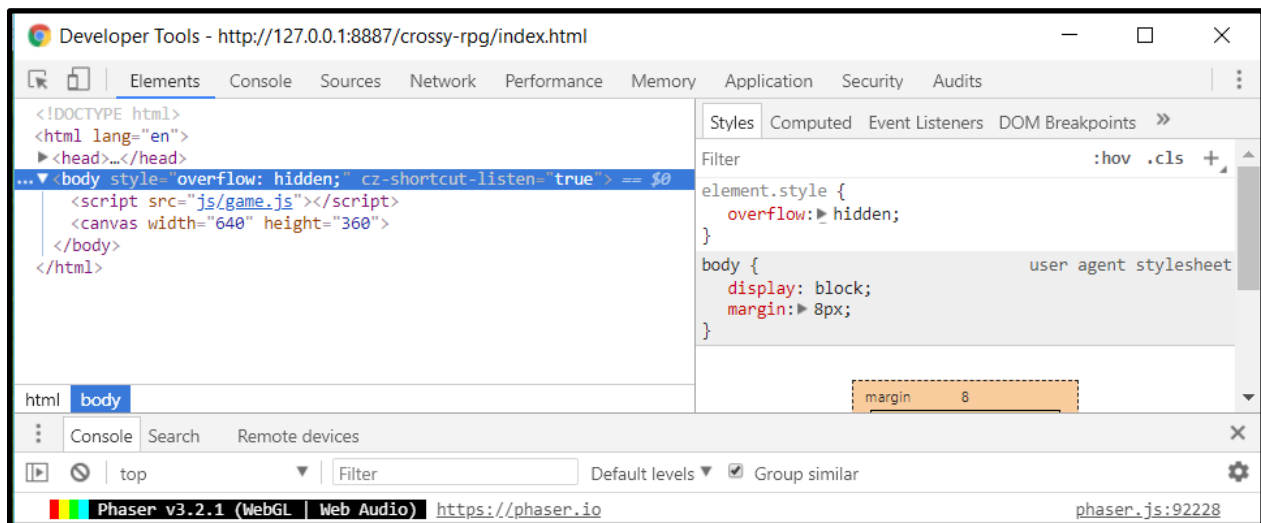 Developer Tools - http://127.0.0.1:8887/crossy-rpg/index.html
Elements Console Sources Network Performance Memory Application Security Audits
<!DOCTYPE html>
<html lang="en">
<head>…</head>
...<body style="overflow: hidden;" cz-shortcut-listen="true"> == $0
<script src="js/game.js"></script>
<canvas width="640" height="360">
</body>
</html>
html body
Styles Computed Event Listeners DOM Breakpoints »
Filter :hov .cls +
element.style {
overflow: hidden;
}
body { user agent stylesheet
display: block;
margin: 8px;
}
margin 8
Console Search Remote devices
top Filter Default levels Group similar
Phaser v3.2.1 (WebGL | Web Audio) https://phaser.io phaser.js:92228